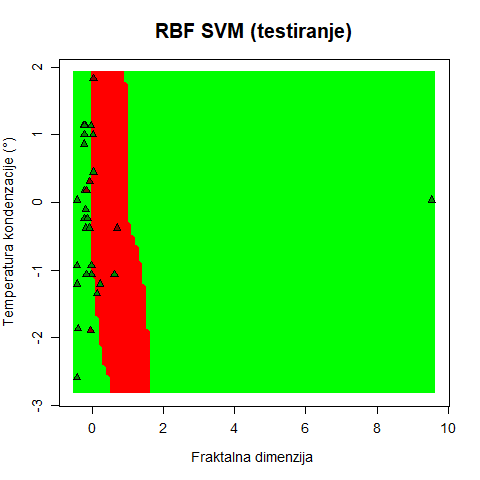 RBF SVM (testiranje)
Temperatura kondenzacije (°)
2
1
0
-1
-2
-3
0 2 4 6 8 10
Fraktalna dimenzija